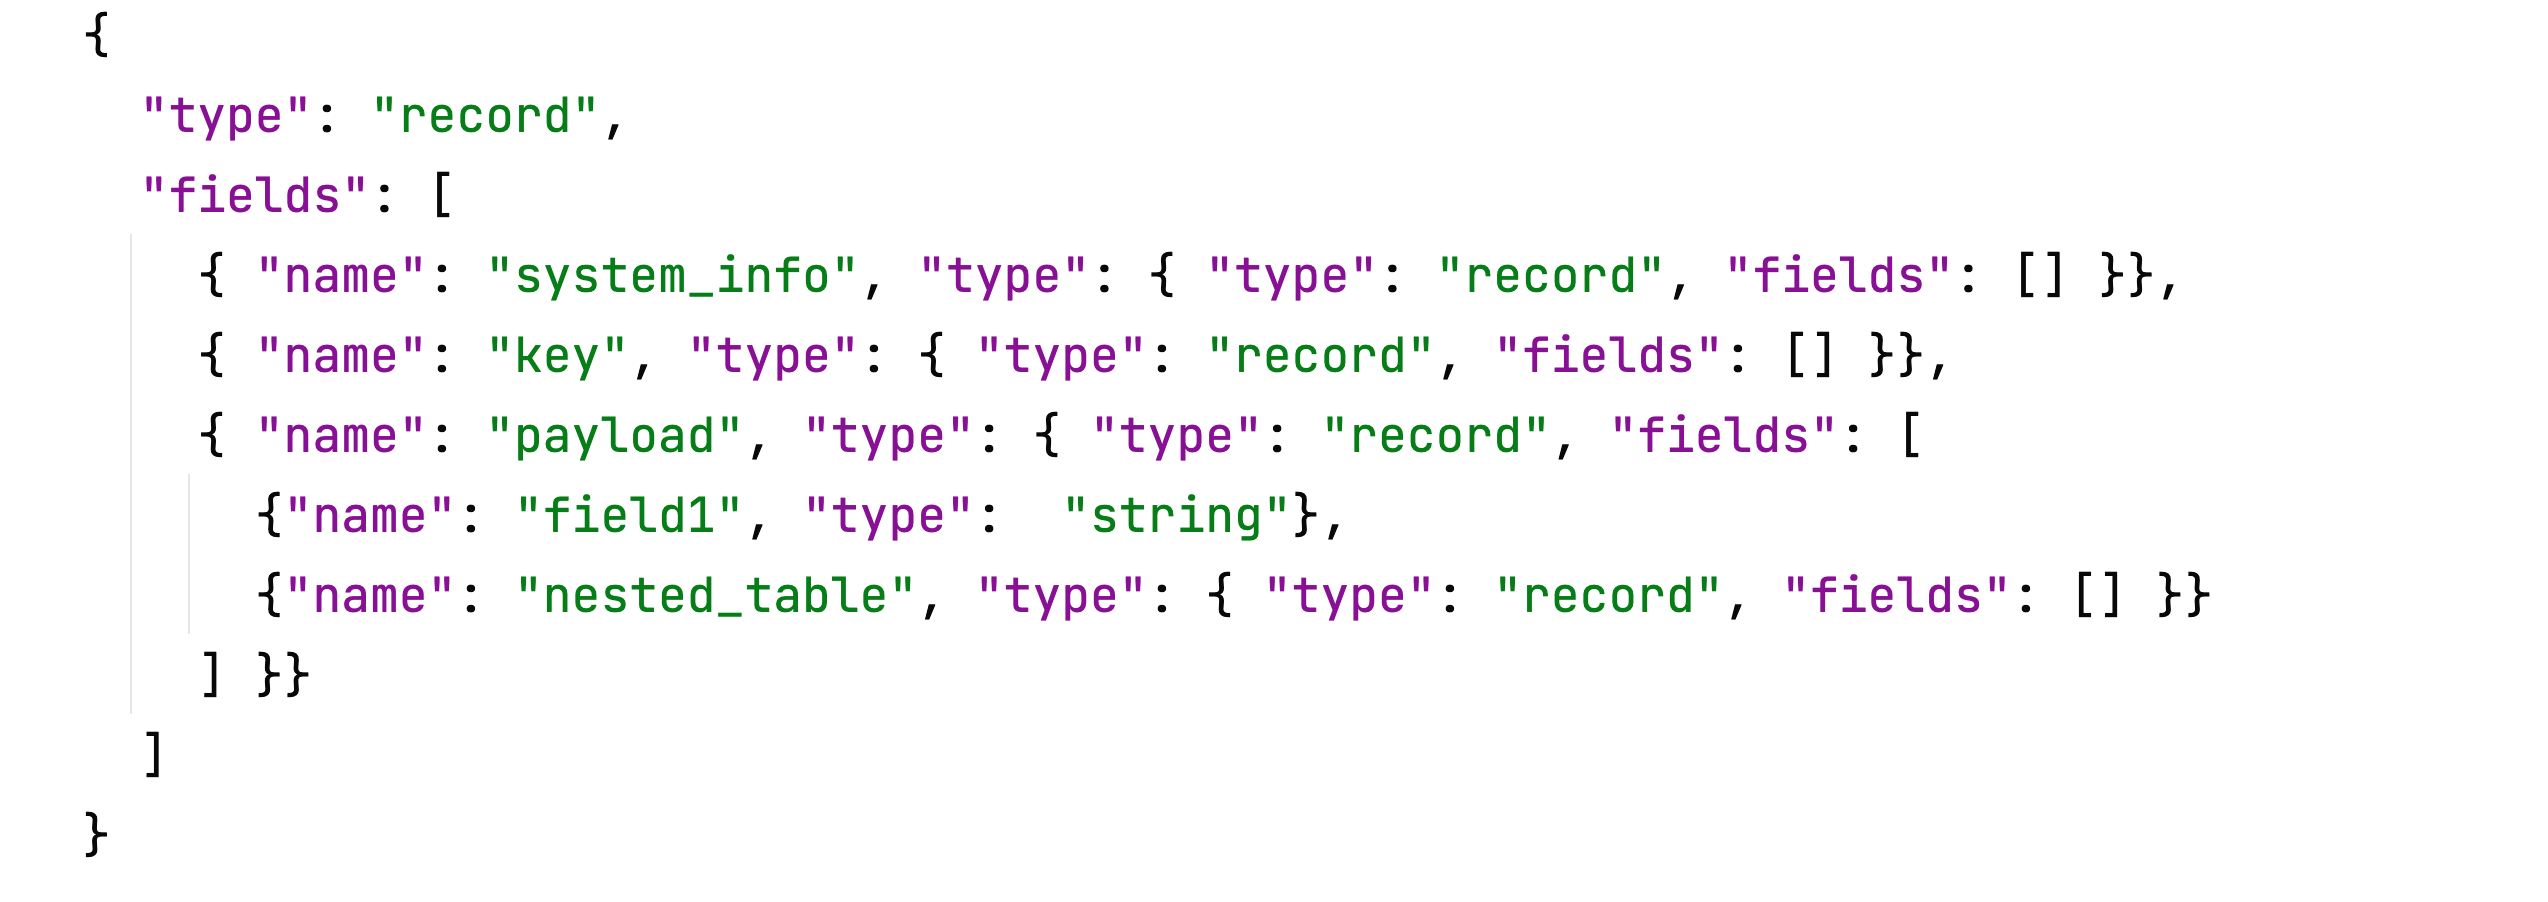 {
  "type": "record",
  "fields": [
    { "name": "system_info", "type": { "type": "record", "fields": [] }},
    { "name": "key", "type": { "type": "record", "fields": [] }},
    { "name": "payload", "type": { "type": "record", "fields": [
      {"name": "field1", "type":  "string"},
      {"name": "nested_table", "type": { "type": "record", "fields": [] }}
    ] }}
  ]
}